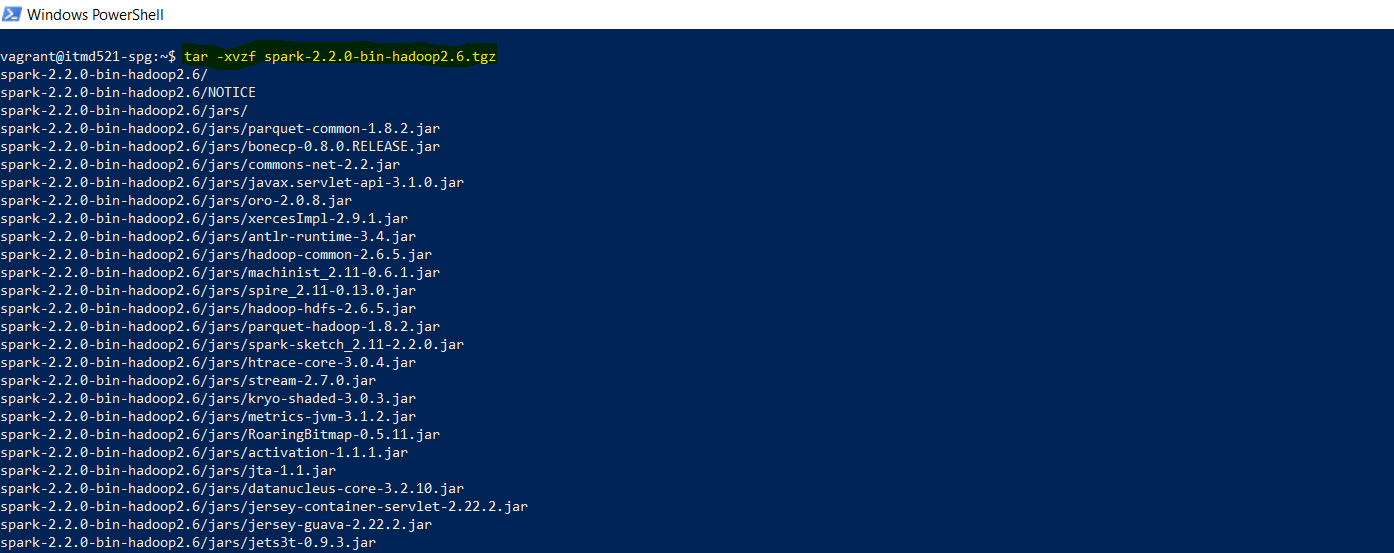 Windows PowerShell
vagrant@itmd521-spg:~$ tar -xvzf spark-2.2.0-bin-hadoop2.6.tgz
spark-2.2.0-bin-hadoop2.6/
spark-2.2.0-bin-hadoop2.6/NOTICE
spark-2.2.0-bin-hadoop2.6/jars/
spark-2.2.0-bin-hadoop2.6/jars/parquet-common-1.8.2.jar
spark-2.2.0-bin-hadoop2.6/jars/bonecp-0.8.0.RELEASE.jar
spark-2.2.0-bin-hadoop2.6/jars/commons-net-2.2.jar
spark-2.2.0-bin-hadoop2.6/jars/javax.servlet-api-3.1.0.jar
spark-2.2.0-bin-hadoop2.6/jars/oro-2.0.8.jar
spark-2.2.0-bin-hadoop2.6/jars/xercesImpl-2.9.1.jar
spark-2.2.0-bin-hadoop2.6/jars/antlr-runtime-3.4.jar
spark-2.2.0-bin-hadoop2.6/jars/hadoop-common-2.6.5.jar
spark-2.2.0-bin-hadoop2.6/jars/machinist_2.11-0.6.1.jar
spark-2.2.0-bin-hadoop2.6/jars/spire_2.11-0.13.0.jar
spark-2.2.0-bin-hadoop2.6/jars/hadoop-hdfs-2.6.5.jar
spark-2.2.0-bin-hadoop2.6/jars/parquet-hadoop-1.8.2.jar
spark-2.2.0-bin-hadoop2.6/jars/spark-sketch_2.11-2.2.0.jar
spark-2.2.0-bin-hadoop2.6/jars/htrace-core-3.0.4.jar
spark-2.2.0-bin-hadoop2.6/jars/stream-2.7.0.jar
spark-2.2.0-bin-hadoop2.6/jars/kryo-shaded-3.0.3.jar
spark-2.2.0-bin-hadoop2.6/jars/metrics-jvm-3.1.2.jar
spark-2.2.0-bin-hadoop2.6/jars/RoaringBitmap-0.5.11.jar
spark-2.2.0-bin-hadoop2.6/jars/activation-1.1.1.jar
spark-2.2.0-bin-hadoop2.6/jars/jta-1.1.jar
spark-2.2.0-bin-hadoop2.6/jars/datanucleus-core-3.2.10.jar
spark-2.2.0-bin-hadoop2.6/jars/jersey-container-servlet-2.22.2.jar
spark-2.2.0-bin-hadoop2.6/jars/jersey-guava-2.22.2.jar
spark-2.2.0-bin-hadoop2.6/jars/jets3t-0.9.3.jar